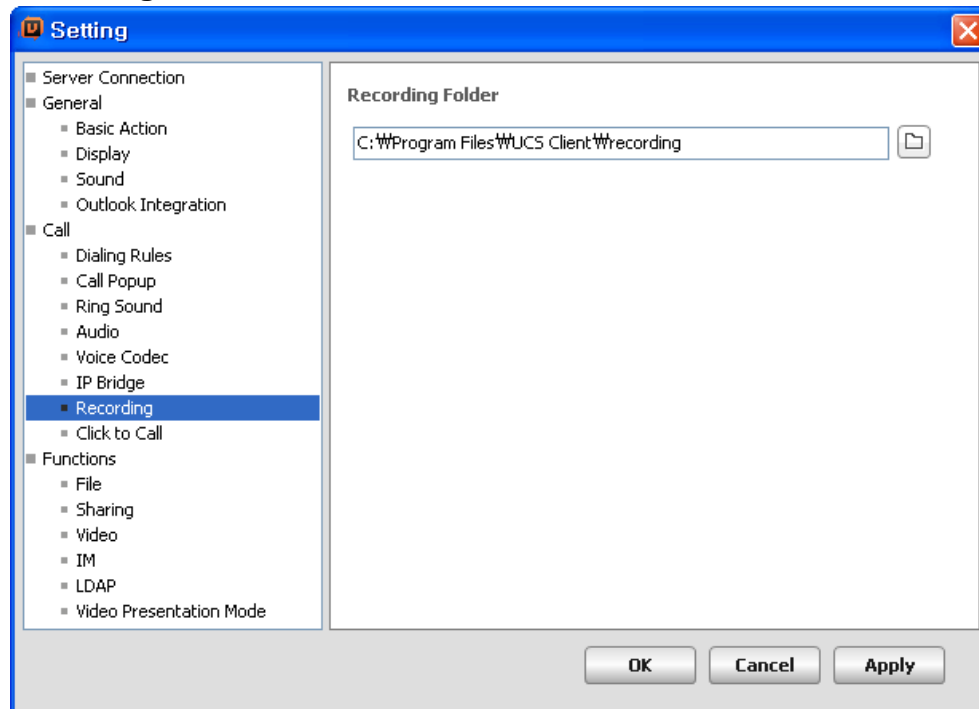 Setting
Server Connection
General
Basic Action
Display
Sound
Outlook Integration
Call
Dialing Rules
Call Popup
Ring Sound
Audio
Voice Codec
IP Bridge
Recording
Click to Call
Functions
File
Sharing
Video
IM
LDAP
Video Presentation Mode
Recording Folder
C:₩Program Files₩UCS Client₩recording
OK Cancel Apply